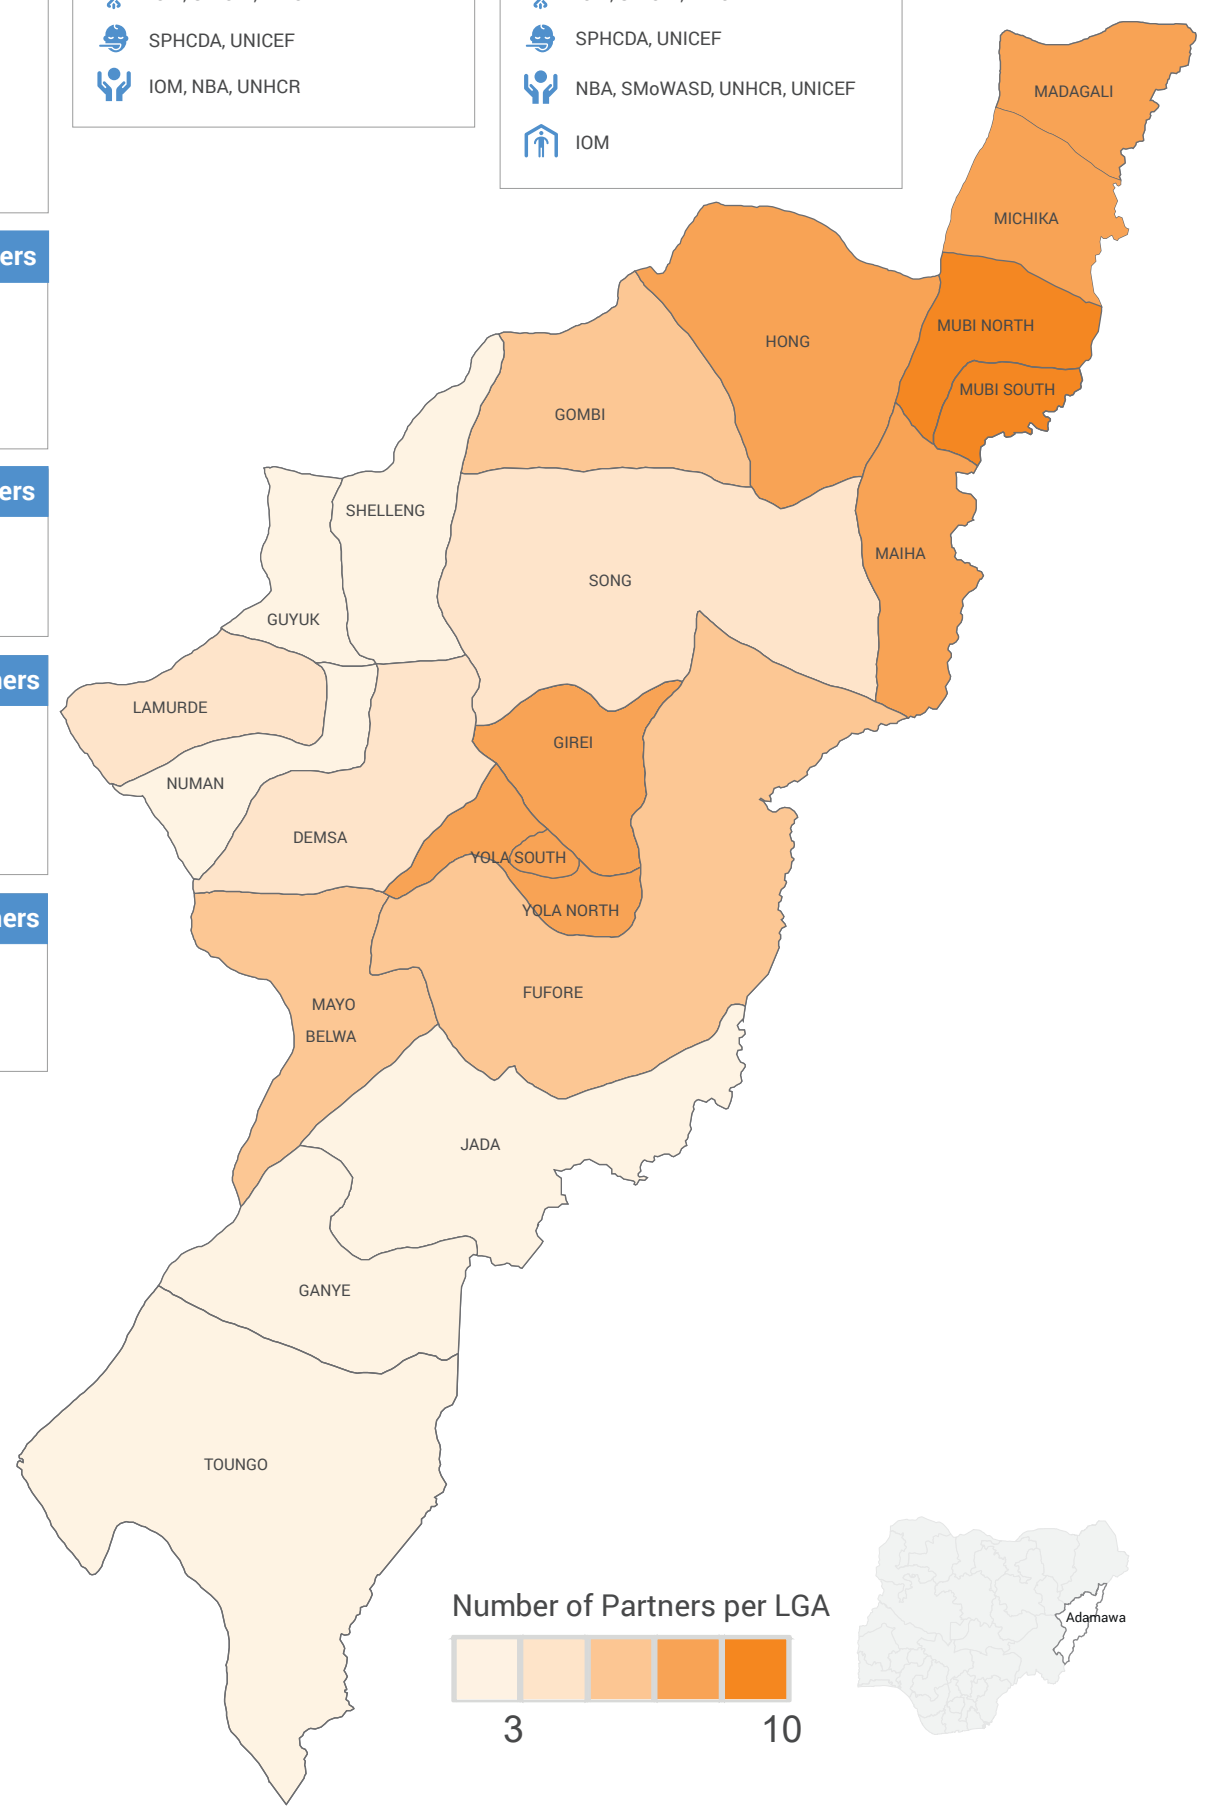 SPHCDA, UNICEF
IOM, NBA, UNHCR
SPHCDA, UNICEF
NBA, SMoWASD, UNHCR, UNICEF
IOM
ers
ers
ers
ers
MADAGALI
MICHIKA
MUBI NORTH
HONG
MUBI SOUTH
GOMBI
SHELLENG
MAIHA
SONG
GUYUK
LAMURDE
GIREI
NUMAN
DEMSA
YOLA SOUTH
YOLA NORTH
FUFORE
MAYO
BELWA
JADA
GANYE
TOUNGO
Number of Partners per LGA
3 10
Adamawa